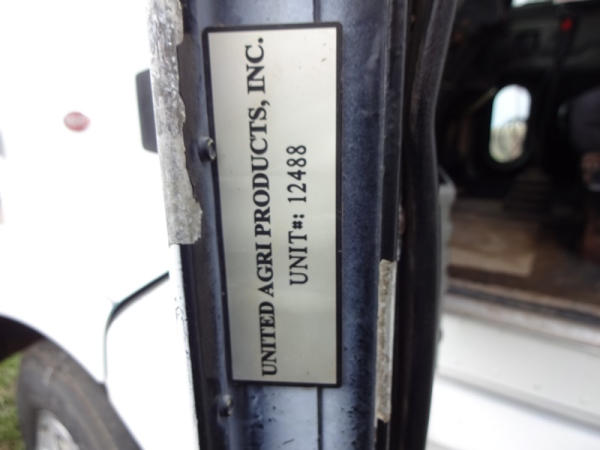 UNITED AGRI PRODUCTS, INC.
UNIT#: 12488